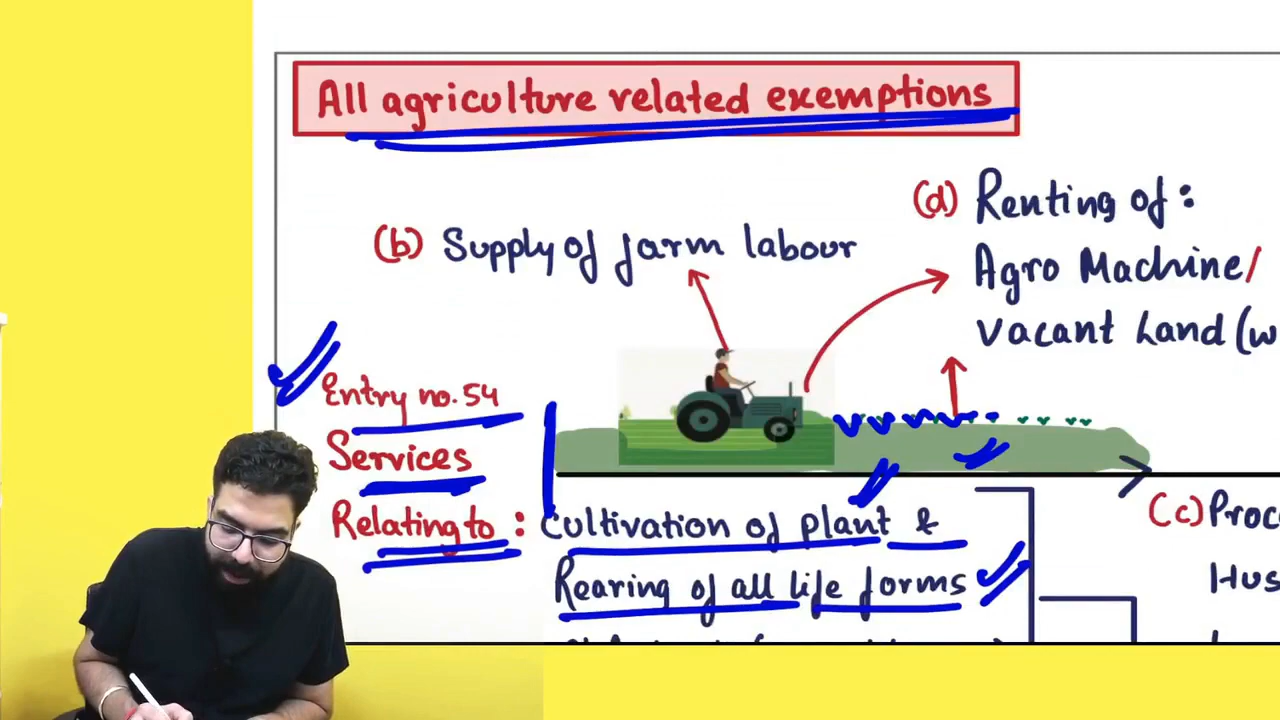 All agriculture related exemptions
(b) Supply of farm labour
(d) Renting of:
Agro Machine/
Vacant Land (w
Entry no. 54
Services
Relating to : Cultivation of plant &
Rearing of all life forms
(c) Proc
Hus